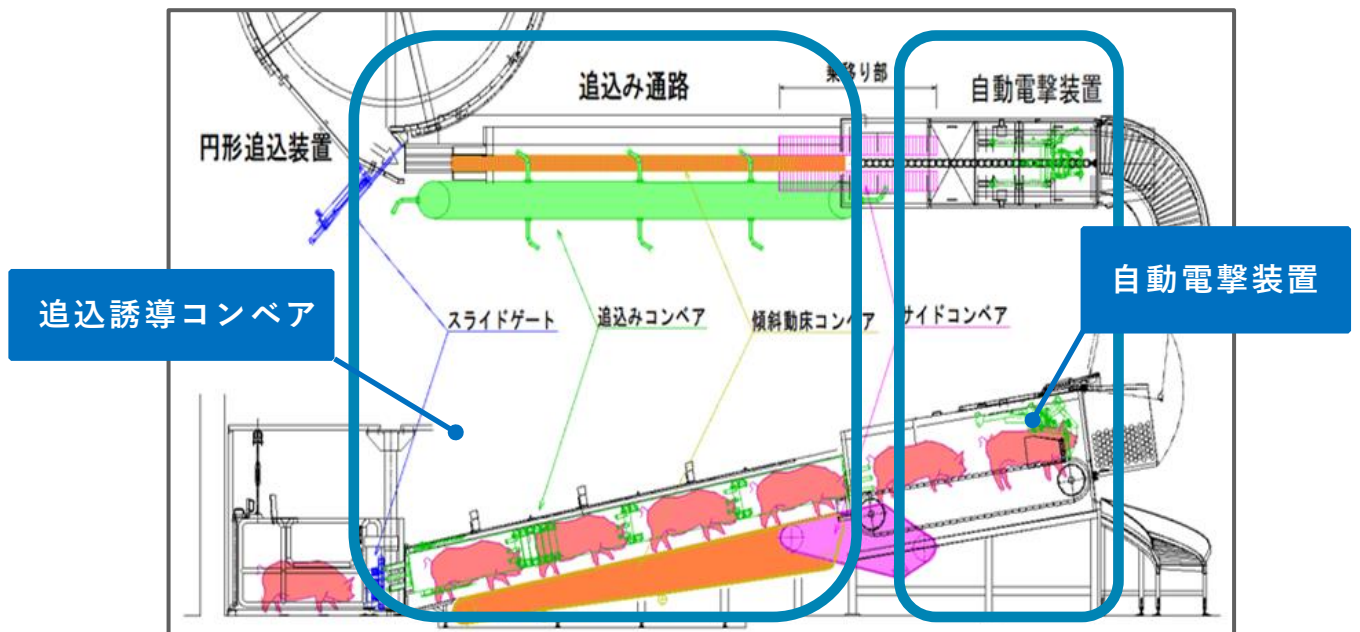 追込み通路
乗移り部
自動電撃装置
円形追込装置
追込誘導コンベア
自動電撃装置
スライドゲート
追込みコンベア
傾斜動床コンベア
サイドコンベア